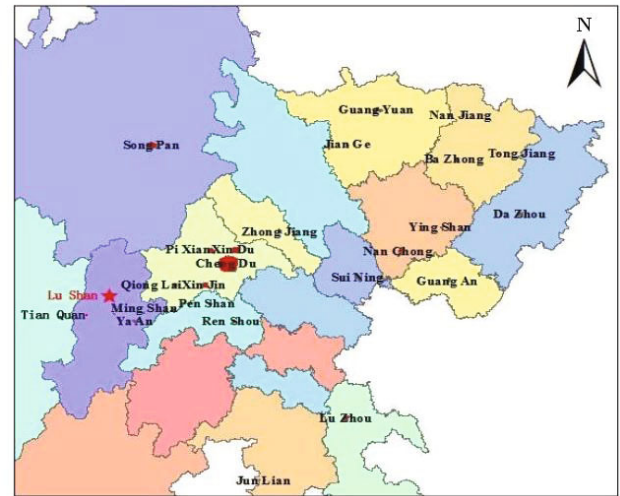 N
Guang Yuan
Nan Jiang
Jian Ge
Song Pan
Ba Zhong
Tong Jiang
Da Zhou
Zhong Jiang
Ying Shan
Pi Xian
Xin Du
Nan Chong
Cheng Du
Sui Ning
Guang An
Qiong Lai
Xin Jin
Lu Shan
Ming Shan
Pen Shan
Tian Quan
Ya An
Ren Shou
Lu Zhou
Jun Lian